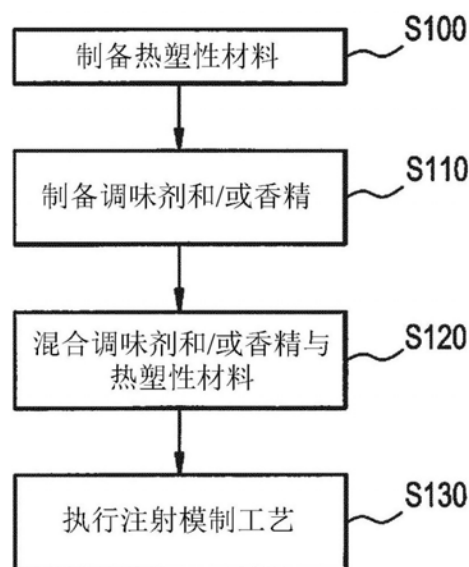 S100
制备热塑性材料
S110
制备调味剂和/或香精
S120
混合调味剂和/或香精与
热塑性材料
S130
执行注射模制工艺